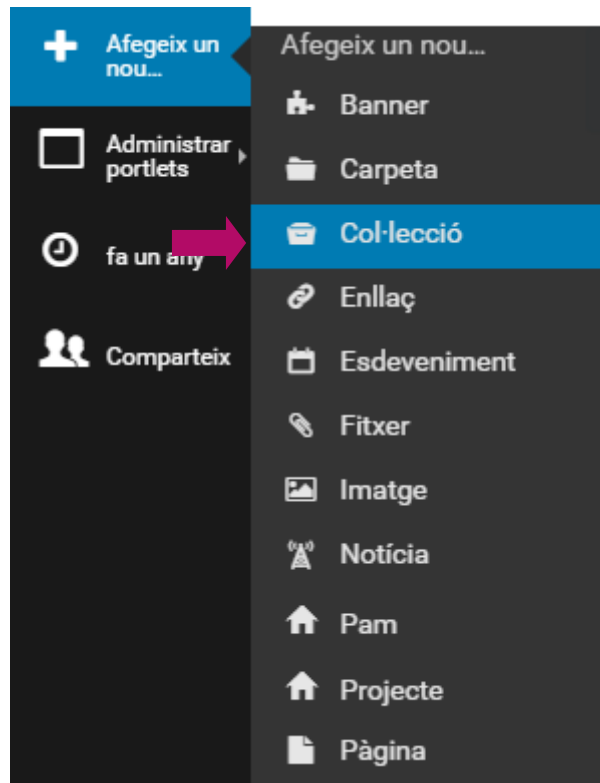 Afegeix un
nou...
Administrar
portlets
fa un any
Comparteix
Afegeix un nou...
Banner
Carpeta
Col·lecció
Enllaç
Esdeveniment
Fitxer
Imatge
Notícia
Pam
Projecte
Pàgina